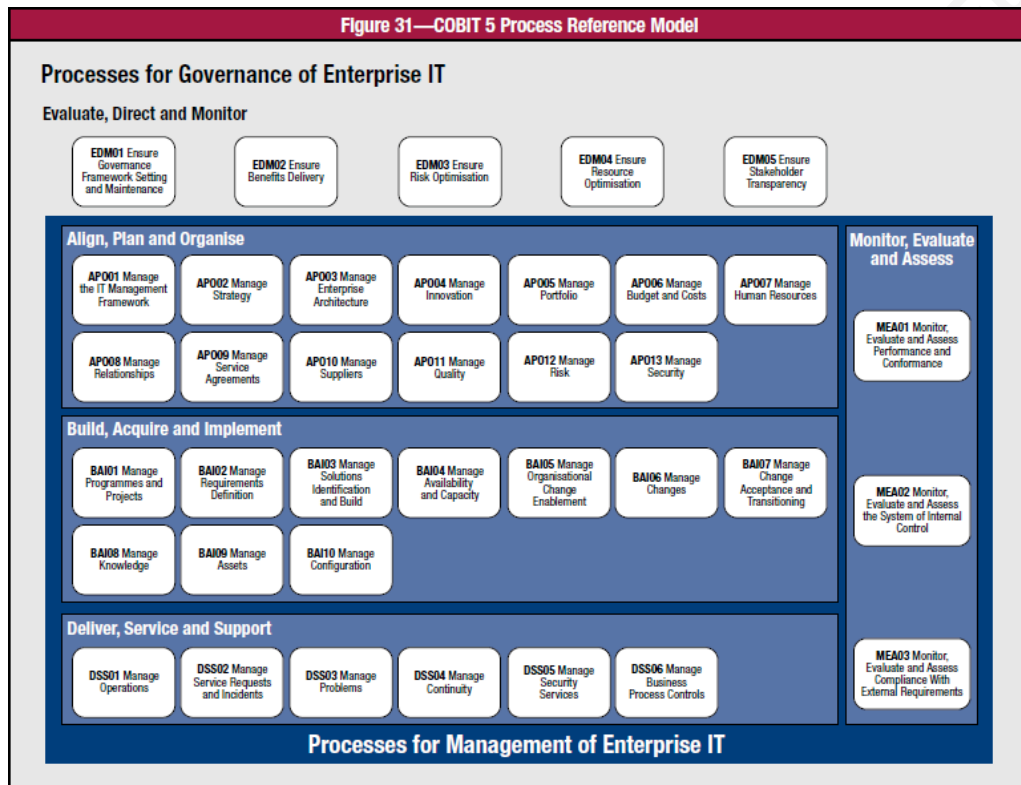 Figure 31—COBIT 5 Process Reference Model
Processes for Governance of Enterprise IT
Evaluate, Direct and Monitor
EDM01 Ensure
Governance
Framework Setting
and Maintenance
EDM02 Ensure
Benefits Delivery
EDM03 Ensure
Risk Optimisation
EDM04 Ensure
Resource
Optimisation
EDM05 Ensure
Stakeholder
Transparency
Align, Plan and Organise
APO01 Manage
the IT Management
Framework
APO02 Manage
Strategy
APO03 Manage
Enterprise
Architecture
APO04 Manage
Innovation
APO05 Manage
Portfolio
APO06 Manage
Budget and Costs
APO07 Manage
Human Resources
APO08 Manage
Relationships
APO09 Manage
Service
Agreements
APO10 Manage
Suppliers
APO11 Manage
Quality
APO12 Manage
Risk
APO13 Manage
Security
Build, Acquire and Implement
BAI01 Manage
Programmes and
Projects
BAI02 Manage
Requirements
Definition
BAI03 Manage
Solutions
Identification
and Build
BAI04 Manage
Availability
and Capacity
BAI05 Manage
Organisational
Change
Enablement
BAI06 Manage
Changes
BAI07 Manage
Change
Acceptance and
Transitioning
BAI08 Manage
Knowledge
BAI09 Manage
Assets
BAI10 Manage
Configuration
Deliver, Service and Support
DSS01 Manage
Operations
DSS02 Manage
Service Requests
and Incidents
DSS03 Manage
Problems
DSS04 Manage
Continuity
DSS05 Manage
Security
Services
DSS06 Manage
Business
Process Controls
Monitor, Evaluate
and Assess
MEA01 Monitor,
Evaluate and Assess
Performance and
Conformance
MEA02 Monitor,
Evaluate and Assess
the System of Internal
Control
MEA03 Monitor,
Evaluate and Assess
Compliance With
External Requirements
Processes for Management of Enterprise IT